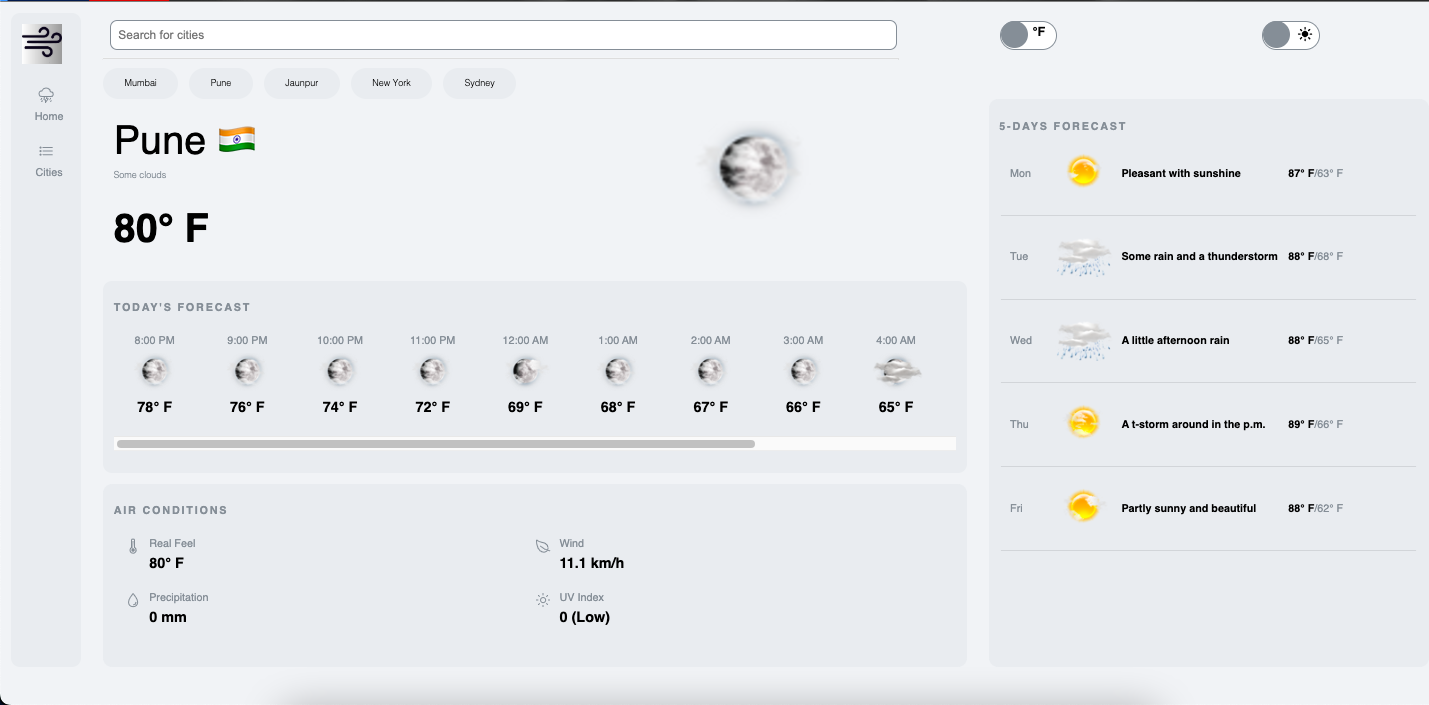 Search for cities
°F
Mumbai
Pune
Jaunpur
New York
Sydney
Home
Cities
Pune
Some clouds
80° F
TODAY'S FORECAST
8:00 PM 9:00 PM 10:00 PM 11:00 PM 12:00 AM 1:00 AM 2:00 AM 3:00 AM 4:00 AM
78° F 76° F 74° F 72° F 69° F 68° F 67° F 66° F 65° F
AIR CONDITIONS
Real Feel
80° F
Wind
11.1 km/h
Precipitation
0 mm
UV Index
0 (Low)
5-DAYS FORECAST
Mon Pleasant with sunshine 87° F/63° F
Tue Some rain and a thunderstorm 88° F/68° F
Wed A little afternoon rain 88° F/65° F
Thu A t-storm around in the p.m. 89° F/66° F
Fri Partly sunny and beautiful 88° F/62° F